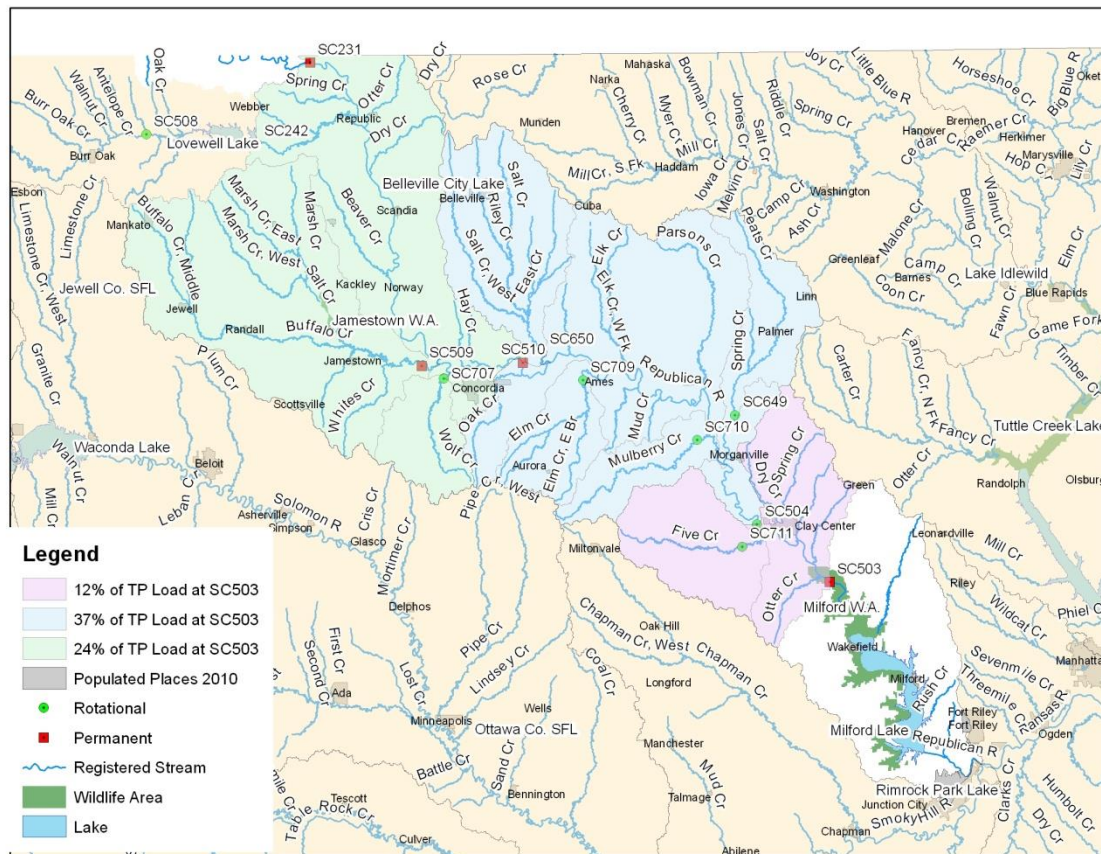 SC231
Oak Cr
Antelope Cr
Walnut Cr
Burr Oak Cr
SC508
Burr Oak
Lovewell Lake
Webber
Spring Cr
Republic
Otter Cr
Dry Cr
SC242
Dry Cr
Rose Cr
Narka
Mahaska
Cherry Cr
Myer Cr
Bowman Cr
Mill Cr
Jones Cr
Riddle Cr
Salt Cr
Spring Cr
Joy Cr
Little Blue R
Horseshoe Cr
Big Blue R
Oket
Munden
Mill Cr, S Fk
Haddam
Iowa Cr
Melvin Cr
Camp Cr
Ash Cr
Washington
Hanover
Bremen
Cedar Cr
Raemer Cr
Herkimer
Marysville
Hop Cr
Lily Cr
Esbon
Limestone Cr, West
Limestone Cr
Mankato
Buffalo Cr, Middle
Marsh Cr, East
Marsh Cr, West
Marsh Cr
Salt Cr
Beaver Cr
Scandia
Belleville City Lake
Belleville
Riley Cr
Salt Cr
Salt Cr, West
East Cr
Cuba
Elk Cr
Elk Cr, W Fk
Parsons Cr
Peats Cr
Greenleaf
Malone Cr
Barnes
Camp Cr
Coon Cr
Bolling Cr
Walnut Cr
Elm Cr
Lake Idlewild
Blue Rapids
Fawn Cr
Game Fork
Jewell Co. SFL
Jewell
Randall
Buffalo Cr
Kackley
Norway
Jamestown W.A.
Hay Cr
Linn
Palmer
Spring Cr
Granite Cr
Plum Cr
Jamestown
SC509
SC510
SC650
SC707
Concordia
SC709
Ames
Republican R
Carter Cr
Fancy Cr, N Fk
Fancy Cr
Timber Cr
Scottsville
Whites Cr
Oak Cr
Wolf Cr
Elm Cr
Elm Cr, E Br
Aurora
Mud Cr
Mulberry Cr
SC649
SC710
Morganville
Dry Cr
Spring Cr
Green
Otter Cr
Tuttle Creek Lake
Randolph
Olsburg
Waconda Lake
Walnut Cr
Mill Cr
Beloit
Leban Cr
Solomon R
Asherville
Simpson
Cris Cr
Glasco
Mortimer Cr
Pipe Cr, West
Miltonvale
Five Cr
SC504
Clay Center
SC711
SC503
Otter Cr
Milford W.A.
Leonardville
Mill Cr
Riley
Wildcat Cr
Phiel C
Manhatta
Delphos
Pipe Cr
Lindsey Cr
First Cr
Second Cr
Ada
Lost Cr
Minneapolis
Wells
Ottawa Co. SFL
Coal Cr
Oak Hill
Chapman Cr, West
Chapman Cr
Longford
Wakefield
Milford
Rush Cr
Sevenmile Cr
Threemile Cr
Kansas R
Fort Riley
Fort Riley
Ogden
Milford Lake
Republican R
Battle Cr
Sand Cr
Bennington
Manchester
Mud Cr
Talmage
Rimrock Park Lake
Junction City
Smoky Hill R
Clarks Cr
Humbolt Cr
Dry Cr
Tescott
Table Rock Cr
Culver
Chapman
Abilene
mile Cr
Legend
12% of TP Load at SC503
37% of TP Load at SC503
24% of TP Load at SC503
Populated Places 2010
Rotational
Permanent
Registered Stream
Wildlife Area
Lake